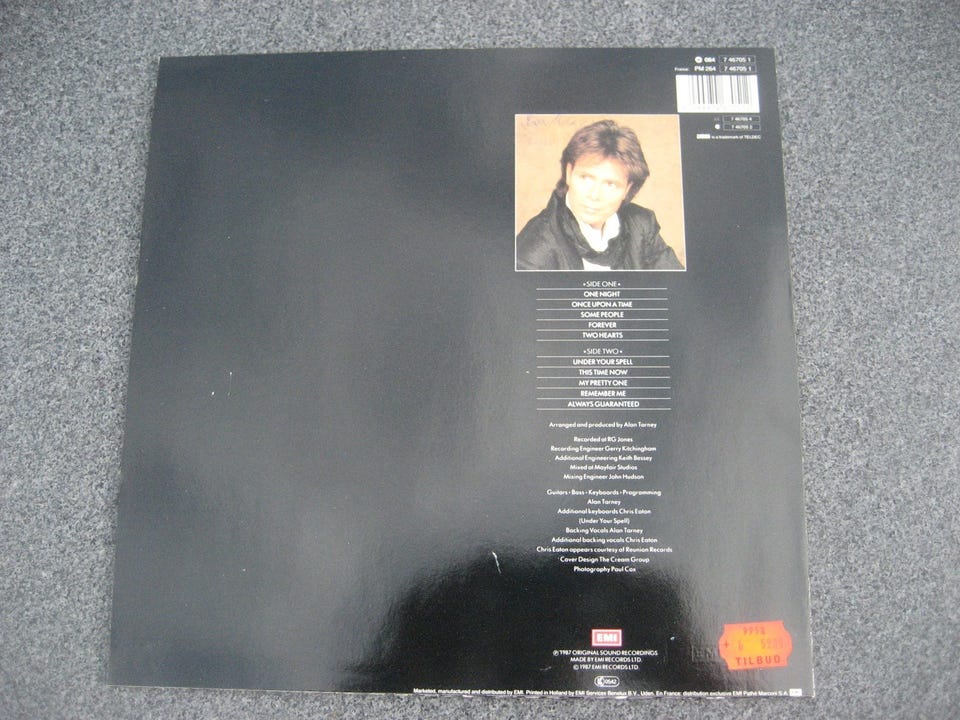 064 7 46705 1
France: PM 264 7 46705 1
7 46705 4
7 46705 2
is a trademark of TELDEC
•SIDE ONE•
ONE NIGHT
ONCE UPON A TIME
SOME PEOPLE
FOREVER
TWO HEARTS
•SIDE TWO•
UNDER YOUR SPELL
THIS TIME NOW
MY PRETTY ONE
REMEMBER ME
ALWAYS GUARANTEED
Arranged and produced by Alan Tarney
Recorded at RG Jones
Recording Engineer Gerry Kitchingham
Additional Engineering Keith Bessey
Mixed at Mayfair Studios
Mixing Engineer John Hudson
Guitars • Bass • Keyboards • Programming
Alan Tarney
Additional keyboards Chris Eaton
(Under Your Spell)
Backing Vocals Alan Tarney
Additional backing vocals Chris Eaton
Chris Eaton appears courtesy of Reunion Records
Cover Design The Cream Group
Photography Paul Cox
EMI
℗ 1987 ORIGINAL SOUND RECORDINGS
MADE BY EMI RECORDS LTD.
© 1987 EMI RECORDS LTD.
0542
9958
TILBUD
Marketed, manufactured and distributed by EMI. Printed in Holland by EMI Services Benelux B.V., Uden. En France: distribution exclusive EMI Pathé Marconi S.A.